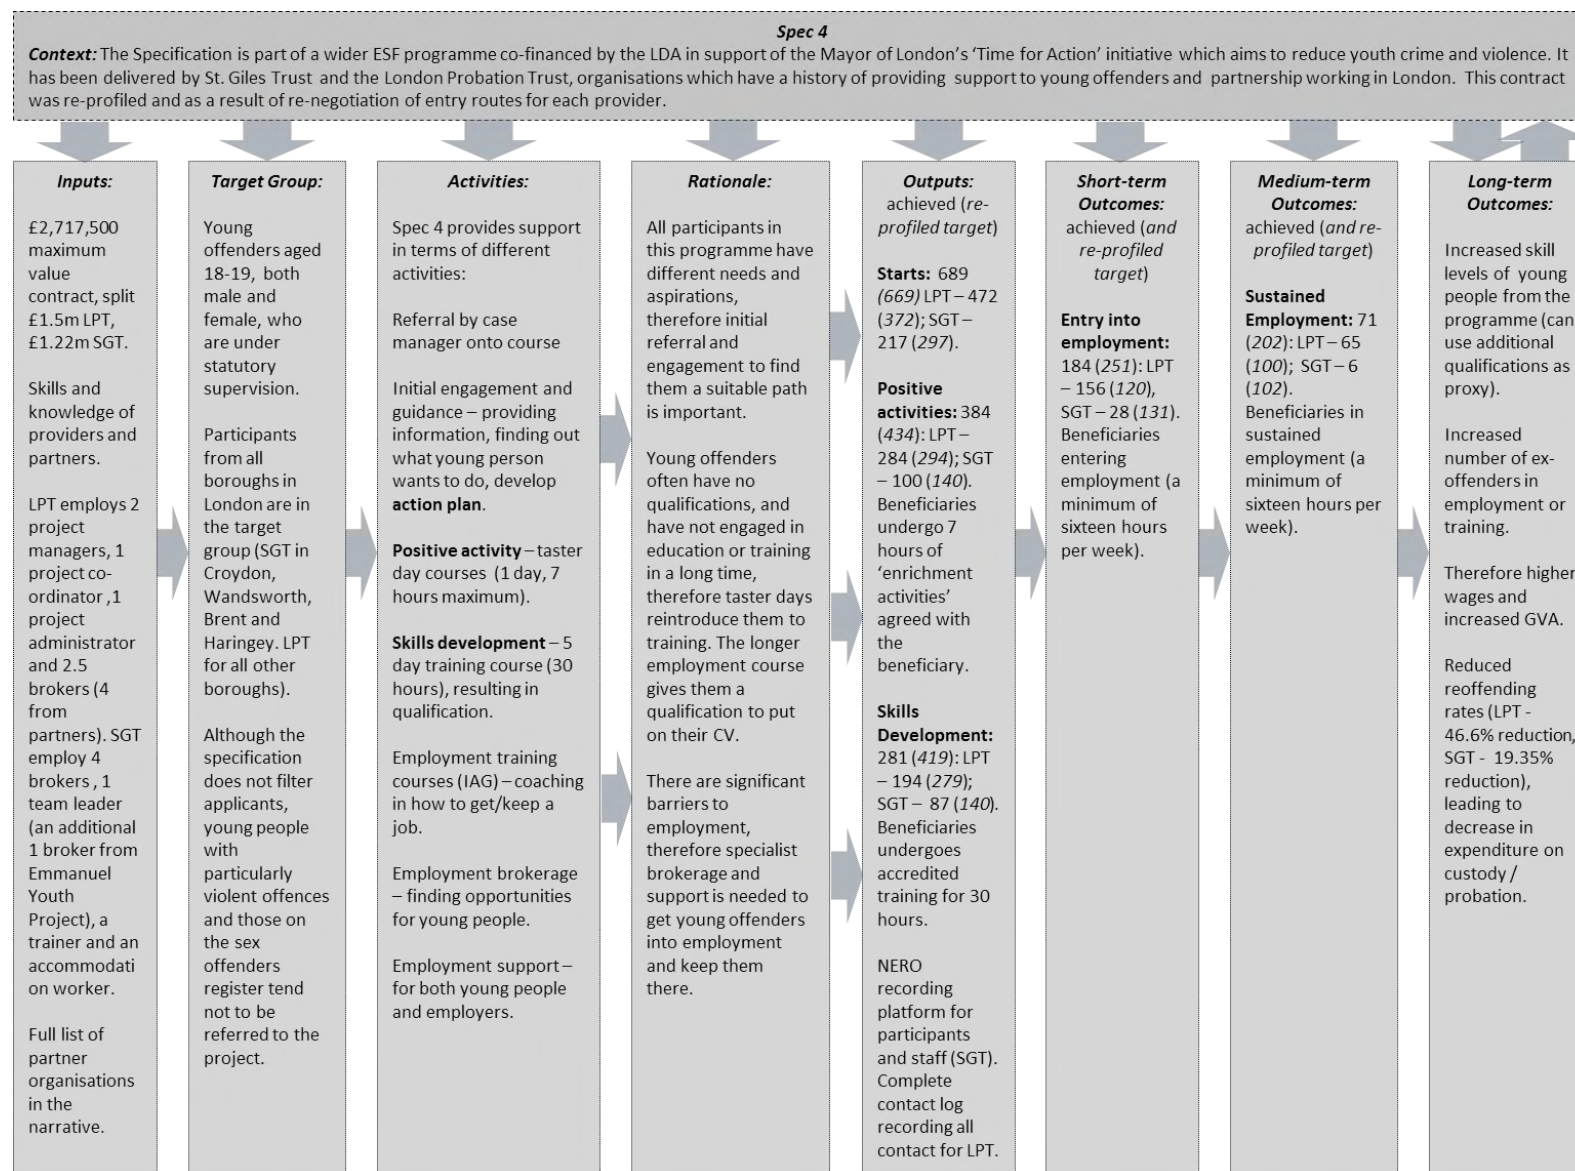 Spec 4
Context: The Specification is part of a wider ESF programme co-financed by the LDA in support of the Mayor of London's 'Time for Action' initiative which aims to reduce youth crime and violence. It
has been delivered by St. Giles Trust and the London Probation Trust, organisations which have a history of providing support to young offenders and partnership working in London. This contract
was re-profiled and as a result of re-negotiation of entry routes for each provider.
Inputs:
£2,717,500
maximum
value
contract, split
£1.5m LPT,
£1.22m SGT.
Skills and
knowledge of
providers and
partners.
LPT employs 2
project
managers, 1
project co-
ordinator ,1
project
administrator
and 2.5
brokers (4
from
partners). SGT
employ 4
brokers , 1
team leader
(an additional
1 broker from
Emmanuel
Youth
Project), a
trainer and an
accommodati
on worker.
Full list of
partner
organisations
in the
narrative.
Target Group:
Young
offenders aged
18-19, both
male and
female, who
are under
statutory
supervision.
Participants
from all
boroughs in
London are in
the target
group (SGT in
Croydon,
Wandsworth,
Brent and
Haringey. LPT
for all other
boroughs).
Although the
specification
does not filter
applicants,
young people
with
particularly
violent offences
and those on
the sex
offenders
register tend
not to be
referred to the
project.
Activities:
Spec 4 provides support
in terms of different
activities:
Referral by case
manager onto course
Initial engagement and
guidance – providing
information, finding out
what young person
wants to do, develop
action plan.
Positive activity – taster
day courses (1 day, 7
hours maximum).
Skills development – 5
day training course (30
hours), resulting in
qualification.
Employment training
courses (IAG) – coaching
in how to get/keep a
job.
Employment brokerage
– finding opportunities
for young people.
Employment support –
for both young people
and employers.
Rationale:
All participants in
this programme have
different needs and
aspirations,
therefore initial
referral and
engagement to find
them a suitable path
is important.
Young offenders
often have no
qualifications, and
have not engaged in
education or training
in a long time,
therefore taster days
reintroduce them to
training. The longer
employment course
gives them a
qualification to put
on their CV.
There are significant
barriers to
employment,
therefore specialist
brokerage and
support is needed to
get young offenders
into employment
and keep them
there.
Outputs:
achieved (re-
profiled target)
Starts: 689
(669) LPT – 472
(372); SGT –
217 (297).
Positive
activities: 384
(434): LPT –
284 (294); SGT
– 100 (140).
Beneficiaries
undergo 7
hours of
'enrichment
activities'
agreed with
the
beneficiary.
Skills
Development:
281 (419): LPT
– 194 (279);
SGT – 87 (140).
Beneficiaries
undergoes
accredited
training for 30
hours.
NERO
recording
platform for
participants
and staff (SGT).
Complete
contact log
recording all
contact for LPT.
Short-term
Outcomes:
achieved (and
re-profiled
target)
Entry into
employment:
184 (251): LPT
– 156 (120),
SGT – 28 (131).
Beneficiaries
entering
employment (a
minimum of
sixteen hours
per week).
Medium-term
Outcomes:
achieved (and re-
profiled target)
Sustained
Employment: 71
(202): LPT – 65
(100); SGT – 6
(102).
Beneficiaries in
sustained
employment (a
minimum of
sixteen hours per
week).
Long-term
Outcomes:
Increased skill
levels of young
people from the
programme (can
use additional
qualifications as
proxy).
Increased
number of ex-
offenders in
employment or
training.
Therefore higher
wages and
increased GVA.
Reduced
reoffending
rates (LPT -
46.6% reduction,
SGT - 19.35%
reduction),
leading to
decrease in
expenditure on
custody /
probation.